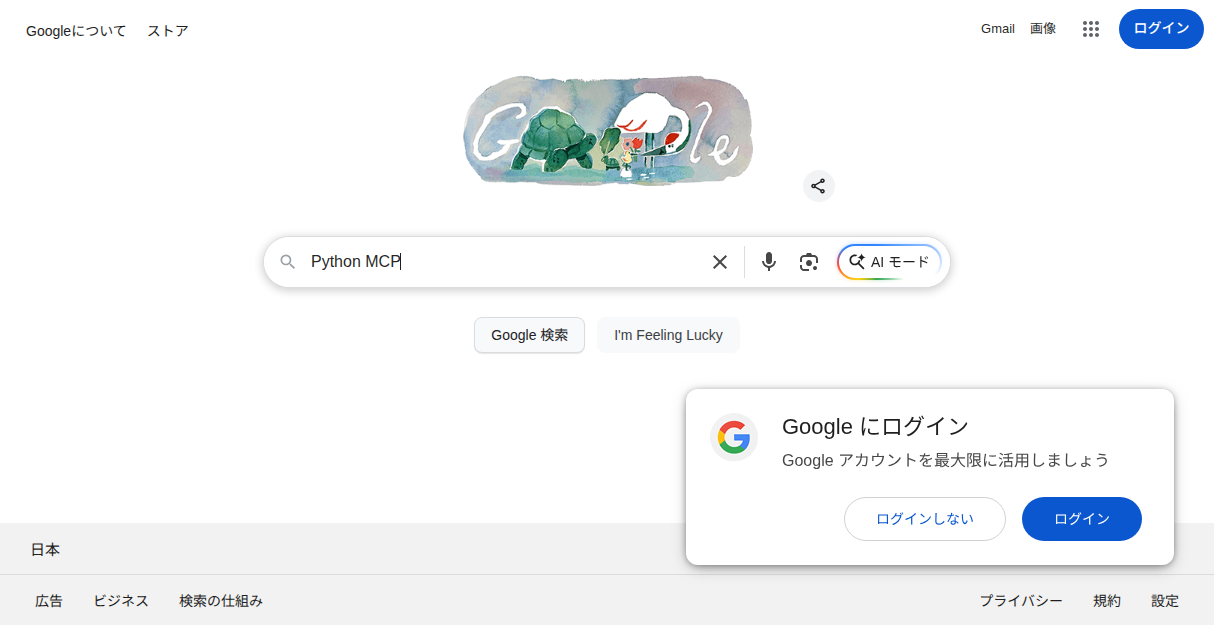 Googleについて ストア
Gmail 画像 ログイン
Google
Python MCP
AI モード
Google 検索 I'm Feeling Lucky
Google にログイン
Google アカウントを最大限に活用しましょう
ログインしない ログイン
日本
広告 ビジネス 検索の仕組み
プライバシー 規約 設定